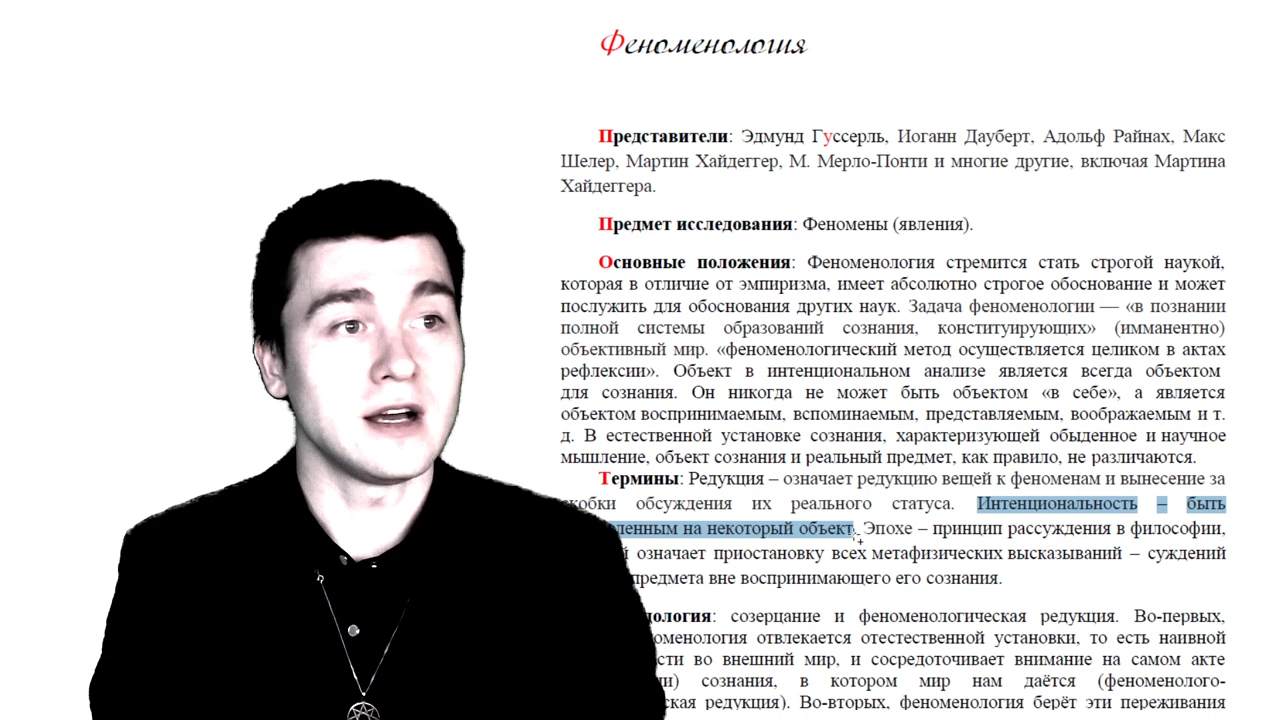 Феноменология
Представители: Эдмунд Гуссерль, Иоганн Дауберт, Адольф Райнах, Макс
Шелер, Мартин Хайдеггер, М. Мерло-Понти и многие другие, включая Мартина
Хайдеггера.
Предмет исследования: Феномены (явления).
Основные положения: Феноменология стремится стать строгой наукой,
которая в отличие от эмпиризма, имеет абсолютно строгое обоснование и может
послужить для обоснования других наук. Задача феноменологии — «в познании
полной системы образований сознания, конституирующих» (имманентно)
объективный мир. «феноменологический метод осуществляется целиком в актах
рефлексии». Объект в интенциональном анализе является всегда объектом
для сознания. Он никогда не может быть объектом «в себе», а является
объектом воспринимаемым, вспоминаемым, представляемым, воображаемым и т.
д. В естественной установке сознания, характеризующей обыденное и научное
мышление, объект сознания и реальный предмет, как правило, не различаются.
Термины: Редукция – означает редукцию вещей к феноменам и вынесение за
скобки обсуждения их реального статуса. Интенциональность – быть
ленным на некоторый объект. Эпохе – принцип рассуждения в философии,
й означает приостановку всех метафизических высказываний – суждений
предмета вне воспринимающего его сознания.
дология: созерцание и феноменологическая редукция. Во-первых,
оменология отвлекается отестественной установки, то есть наивной
сти во внешний мир, и сосредоточивает внимание на самом акте
и) сознания, в котором мир нам даётся (феноменолого-
ская редукция). Во-вторых, феноменология берёт эти переживания